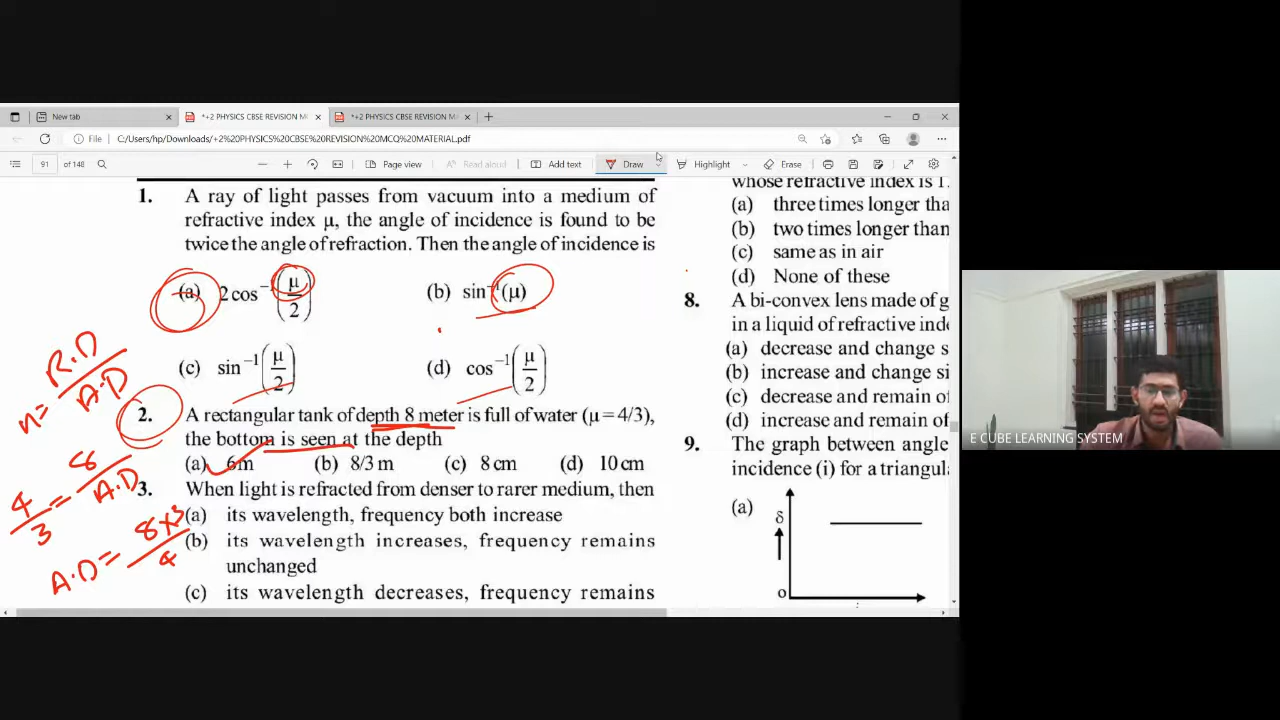 New tab
*+2 PHYSICS CBSE REVISION M
*+2 PHYSICS CBSE REVISION M
File
C:/Users/hp/Downloads/+2%20PHYSICS%20CBSE%20REVISION%20MCQ%20MATERIAL.pdf
91 of 148
Page view
Read aloud
Add text
Draw
Highlight
Erase
1. A ray of light passes from vacuum into a medium of
refractive index μ, the angle of incidence is found to be
twice the angle of refraction. Then the angle of incidence is
(a) 2cos⁻¹(μ/2) (b) sin⁻¹(μ)
(c) sin⁻¹(μ/2) (d) cos⁻¹(μ/2)
2. A rectangular tank of depth 8 meter is full of water (μ = 4/3),
the bottom is seen at the depth
(a) 6m (b) 8/3 m (c) 8 cm (d) 10 cm
3. When light is refracted from denser to rarer medium, then
(a) its wavelength, frequency both increase
(b) its wavelength increases, frequency remains
unchanged
(c) its wavelength decreases, frequency remains
n = R.D/A.D
4/3 = 8/A.D
A.D = 8×3/4
whose refractive index is 1.
(a) three times longer tha
(b) two times longer than
(c) same as in air
(d) None of these
8. A bi-convex lens made of g
in a liquid of refractive inde
(a) decrease and change s
(b) increase and change si
(c) decrease and remain of
(d) increase and remain of
9. The graph between angle
incidence (i) for a triangula
(a)
δ
o
E CUBE LEARNING SYSTEM